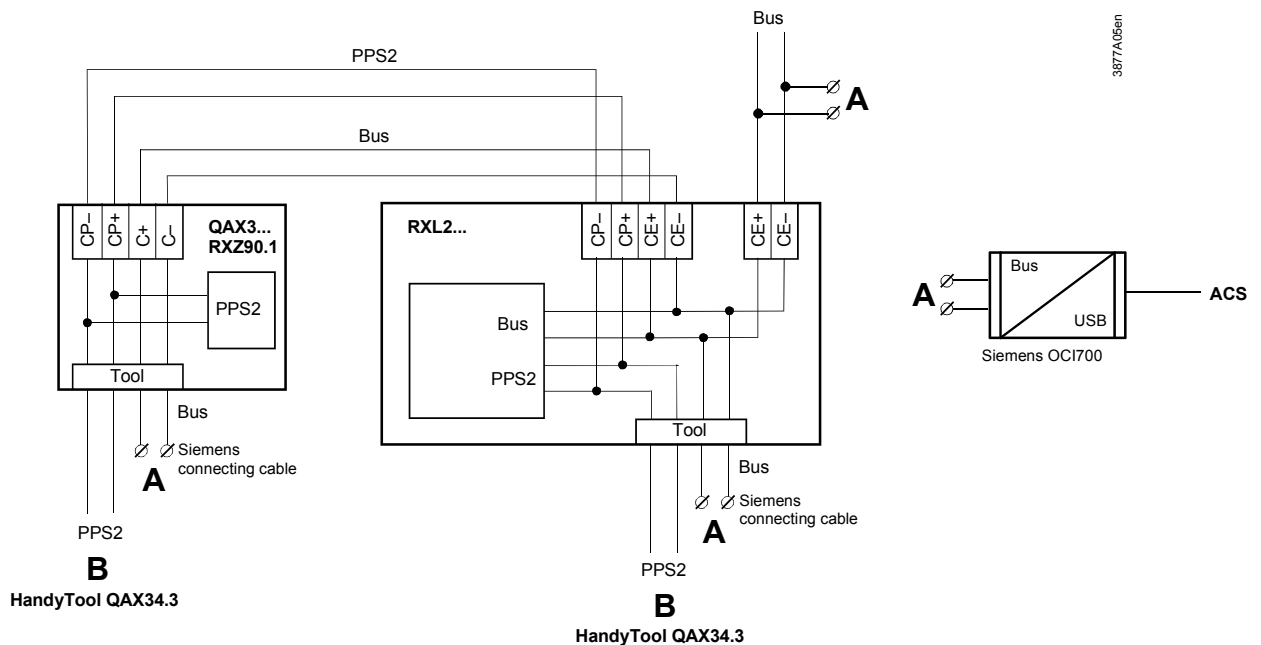 Bus
3877A05en
PPS2
A
Bus
CP–
CP+
C+
C–
QAX3...
RXZ90.1
PPS2
Tool
Bus
Siemens
connecting cable
A
PPS2
B
HandyTool QAX34.3
RXL2...
CP–
CP+
CE+
CE–
CE+
CE–
Bus
PPS2
Tool
Bus
Siemens
connecting cable
A
PPS2
B
HandyTool QAX34.3
A
Bus
USB
ACS
Siemens OCI700